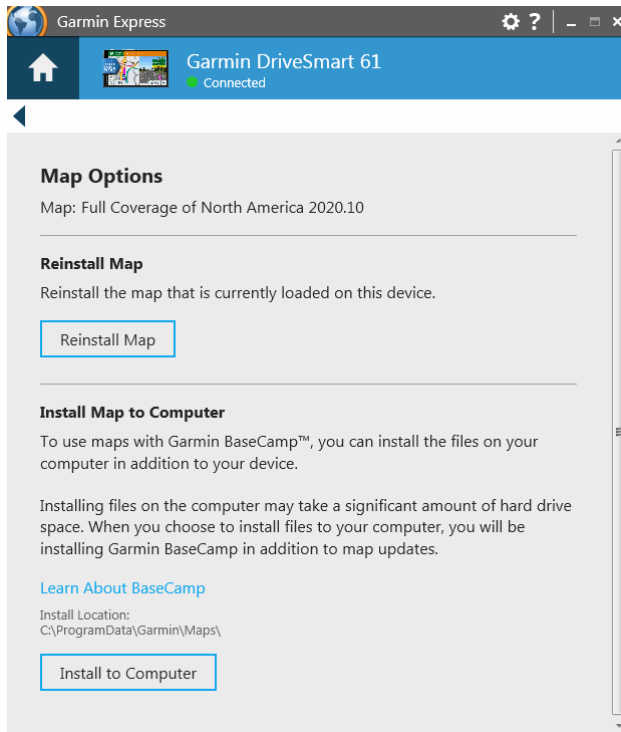 Garmin Express
?
Garmin DriveSmart 61
Connected
Map Options
Map: Full Coverage of North America 2020.10
Reinstall Map
Reinstall the map that is currently loaded on this device.
Reinstall Map
Install Map to Computer
To use maps with Garmin BaseCamp™, you can install the files on your
computer in addition to your device.
Installing files on the computer may take a significant amount of hard drive
space. When you choose to install files to your computer, you will be
installing Garmin BaseCamp in addition to map updates.
Learn About BaseCamp
Install Location:
C:\ProgramData\Garmin\Maps\
Install to Computer